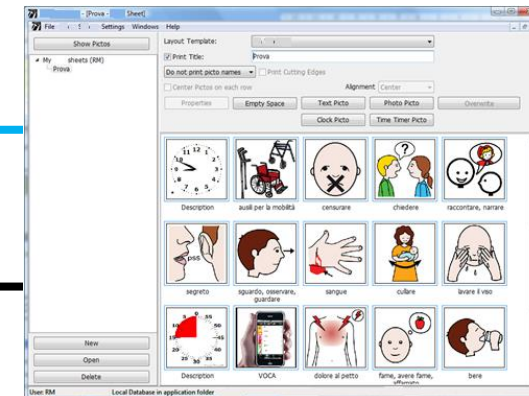 - [Prova - Sheet]
File Settings Windows Help
Show Pictos
My sheets (RM)
Prova
New
Open
Delete
Layout Template:
Print Title: Prova
Do not print picto names Print Cutting Edges
Center Pictos on each row Alignment Center
Properties Empty Space Text Picto Photo Picto Overwrite
Clock Picto Time Timer Picto
Description ausili per la mobilità censurare chiedere raccontare, narrare
pss
segreto sguardo, osservare, guardare sangue cullare lavare il viso
Description VOCA dolore al petto fame, avere fame, affamato bere
User: RM Local Database in application folder